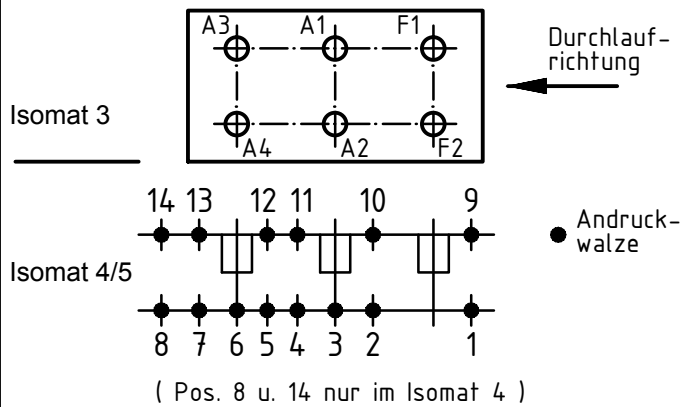 A3 A1 F1
Durchlauf-
richtung
Isomat 3
A4 A2 F2
14 13 12 11 10 9
Andruck-
walze
Isomat 4/5
8 7 6 5 4 3 2 1
( Pos. 8 u. 14 nur im Isomat 4 )